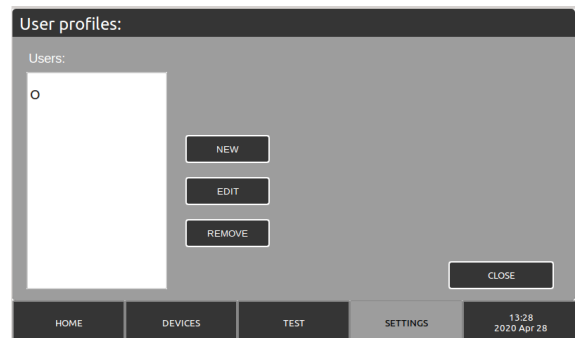 User profiles:
Users:
O
NEW
EDIT
REMOVE
CLOSE
HOME
DEVICES
TEST
SETTINGS
13:28
2020 Apr 28